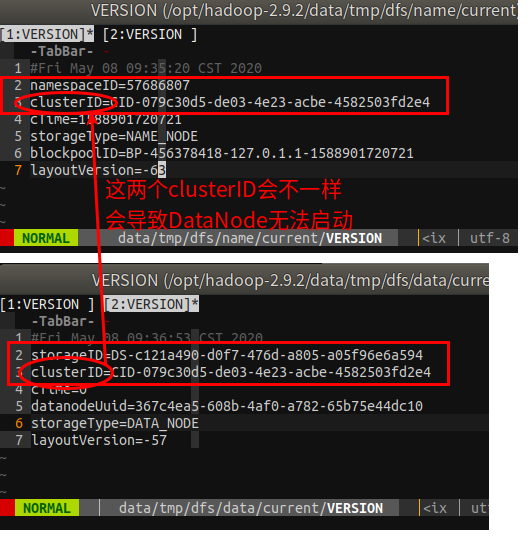 VERSION (/opt/hadoop-2.9.2/data/tmp/dfs/name/current
[1:VERSION]* [2:VERSION ]
-TabBar-
1 #Fri May 08 09:35:20 CST 2020
2 namespaceID=57686807
3 clusterID=CID-079c30d5-de03-4e23-acbe-4582503fd2e4
4 cTime=1588901720721
5 storageType=NAME_NODE
6 blockpoolID=BP-456378418-127.0.1.1-1588901720721
7 layoutVersion=-63
~
这两个clusterID会不一样
~
会导致DataNode无法启动
NORMAL data/tmp/dfs/name/current/VERSION <ix | utf-8
VERSION (/opt/hadoop-2.9.2/data/tmp/dfs/data/curre
[1:VERSION ] [2:VERSION]*
-TabBar-
1 #Fri May 08 09:36:53 CST 2020
2 storageID=DS-c121a490-d0f7-476d-a805-a05f96e6a594
3 clusterID=CID-079c30d5-de03-4e23-acbe-4582503fd2e4
4 cTime=0
5 datanodeUuid=367c4ea5-608b-4af0-a782-65b75e44dc10
6 storageType=DATA_NODE
7 layoutVersion=-57
~
~
~
NORMAL data/tmp/dfs/data/current/VERSION <ix | ut